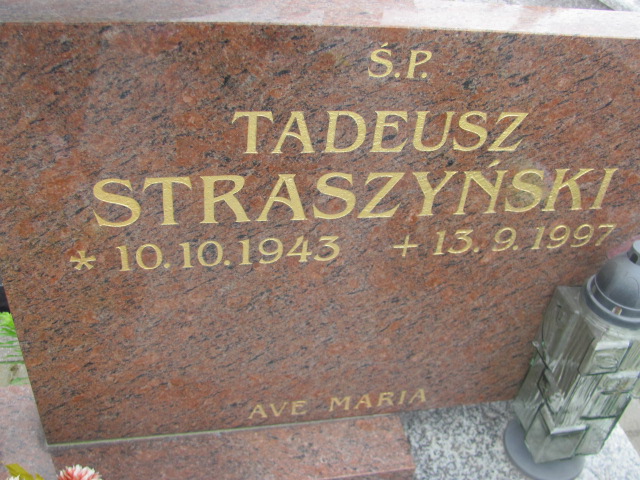 Ś.P.
TADEUSZ
STRASZYŃSKI
* 10.10.1943 + 13.9.1997
AVE MARIA